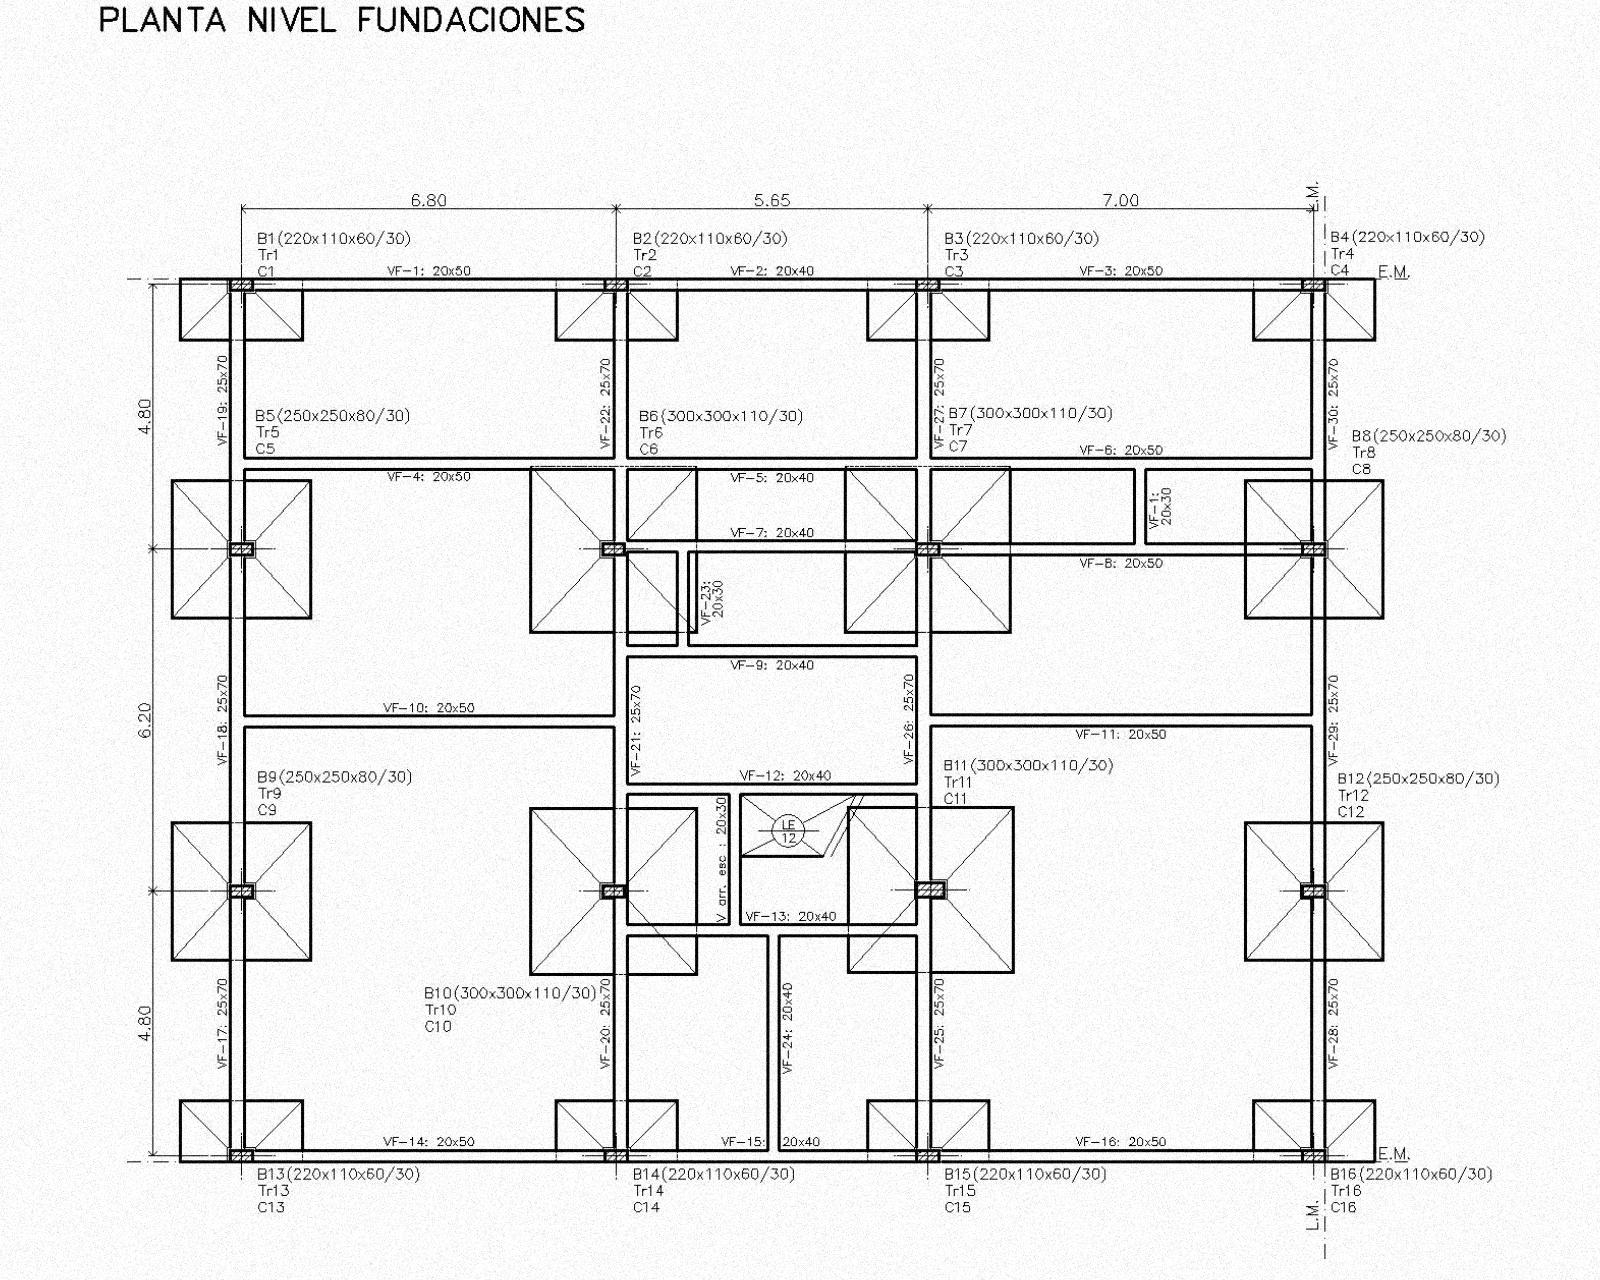 PLANTA NIVEL FUNDACIONES
L.M.
6.80
5.65
7.00
B1(220x110x60/30)
Tr1
C1
B2(220x110x60/30)
Tr2
C2
B3(220x110x60/30)
Tr3
C3
B4(220x110x60/30)
Tr4
C4
VF-1: 20x50
VF-2: 20x40
VF-3: 20x50
E.M.
4.80
VF-19: 25x70
VF-22: 25x70
VF-27: 25x70
VF-30: 25x70
B5(250x250x80/30)
Tr5
C5
B6(300x300x110/30)
Tr6
C6
B7(300x300x110/30)
Tr7
C7
B8(250x250x80/30)
Tr8
C8
VF-6: 20x50
VF-4: 20x50
VF-5: 20x40
VF-1:
20x30
VF-7: 20x40
VF-8: 20x50
VF-23:
20x30
VF-9: 20x40
6.20
VF-18: 25x70
VF-21: 25x70
VF-26: 25x70
VF-29: 25x70
VF-10: 20x50
VF-11: 20x50
B9(250x250x80/30)
Tr9
C9
VF-12: 20x40
B11(300x300x110/30)
Tr11
C11
B12(250x250x80/30)
Tr12
C12
V arr. esc : 20x30
LE
12
VF-13: 20x40
B10(300x300x110/30)
Tr10
C10
4.80
VF-17: 25x70
VF-20: 25x70
VF-24: 20x40
VF-25: 25x70
VF-28: 25x70
VF-14: 20x50
VF-15: 20x40
VF-16: 20x50
E.M.
B13(220x110x60/30)
Tr13
C13
B14(220x110x60/30)
Tr14
C14
B15(220x110x60/30)
Tr15
C15
B16(220x110x60/30)
Tr16
C16
L.M.